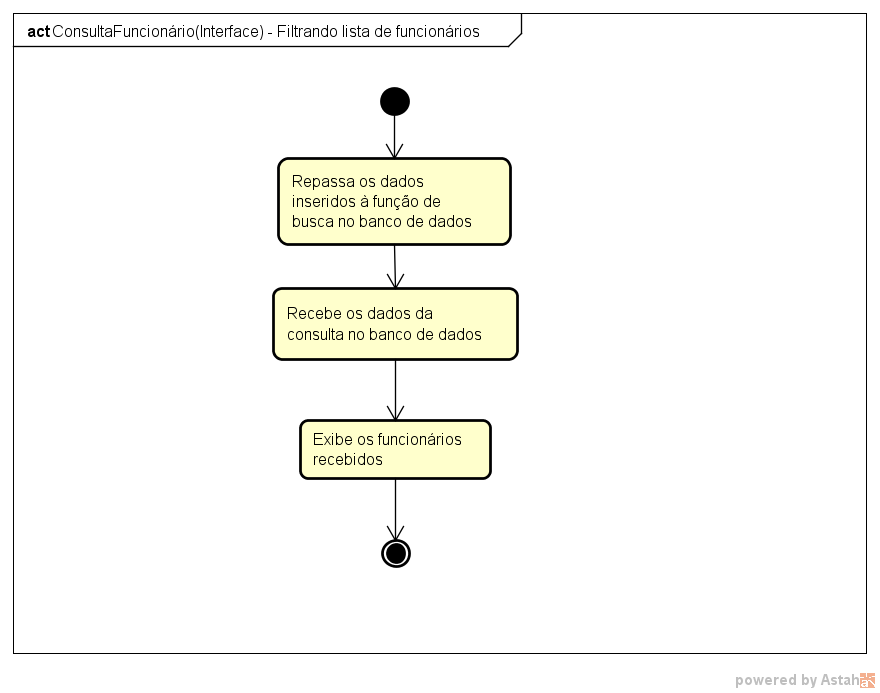 act ConsultaFuncionário(Interface) - Filtrando lista de funcionários
Repassa os dados
inseridos à função de
busca no banco de dados
Recebe os dados da
consulta no banco de dados
Exibe os funcionários
recebidos
powered by Astah